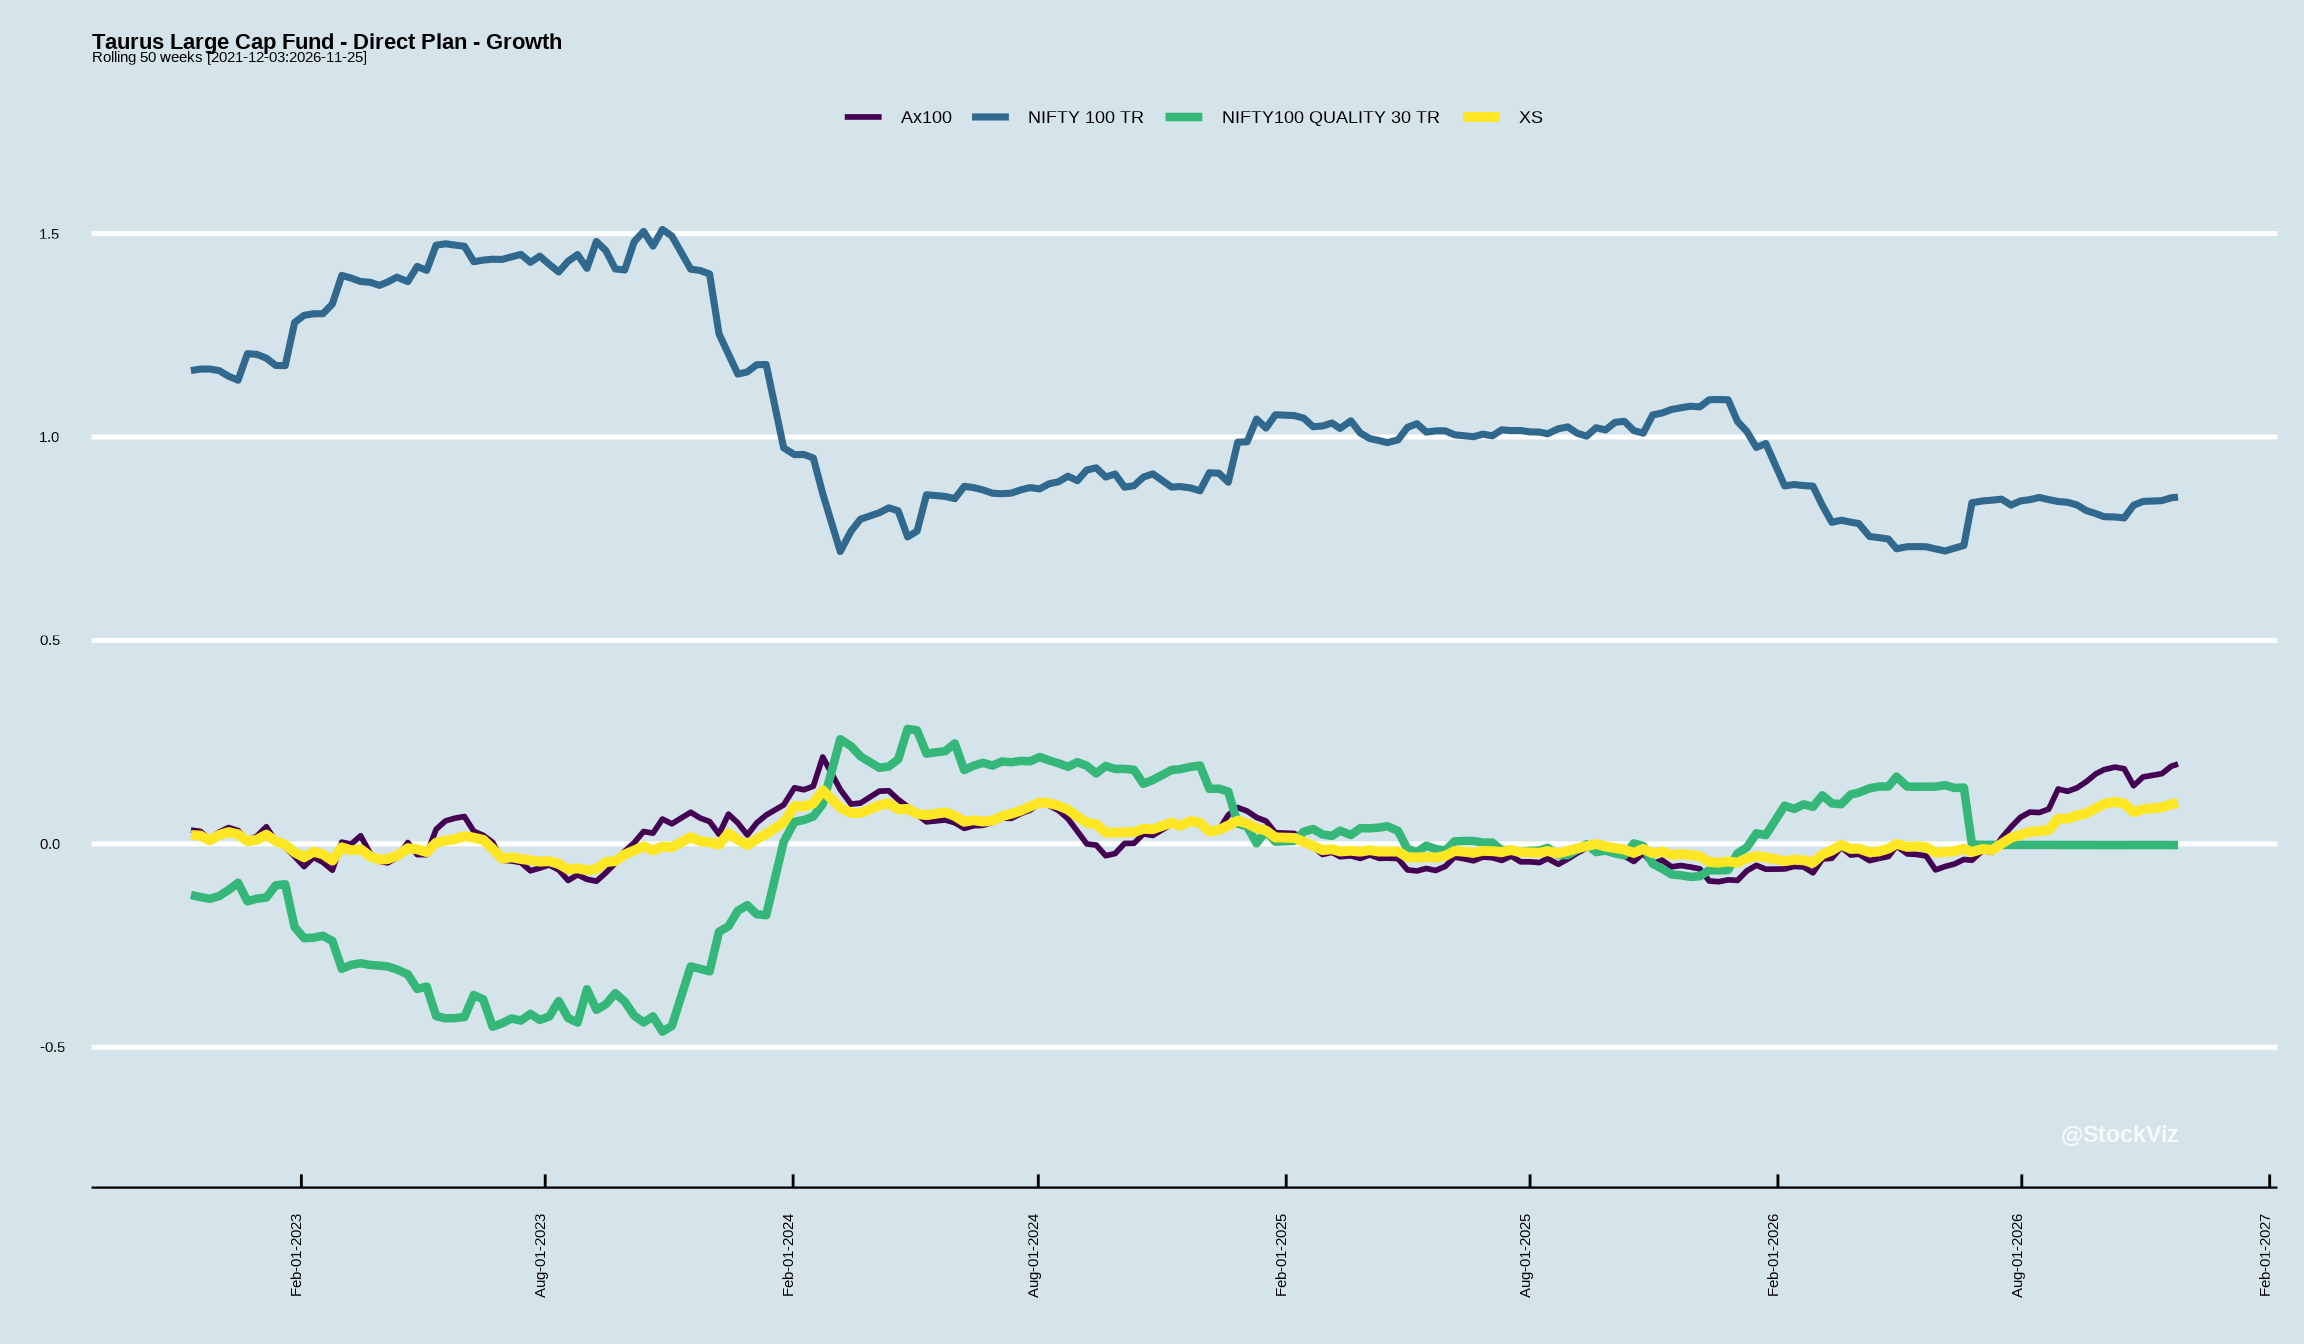 Taurus Large Cap Fund - Direct Plan - Growth
Rolling 50 weeks [2021-12-03:2026-11-25]
Ax100 NIFTY 100 TR NIFTY100 QUALITY 30 TR XS
1.5
1.0
0.5
0.0
-0.5
@StockViz
Feb-01-2023
Aug-01-2023
Feb-01-2024
Aug-01-2024
Feb-01-2025
Aug-01-2025
Feb-01-2026
Aug-01-2026
Feb-01-2027